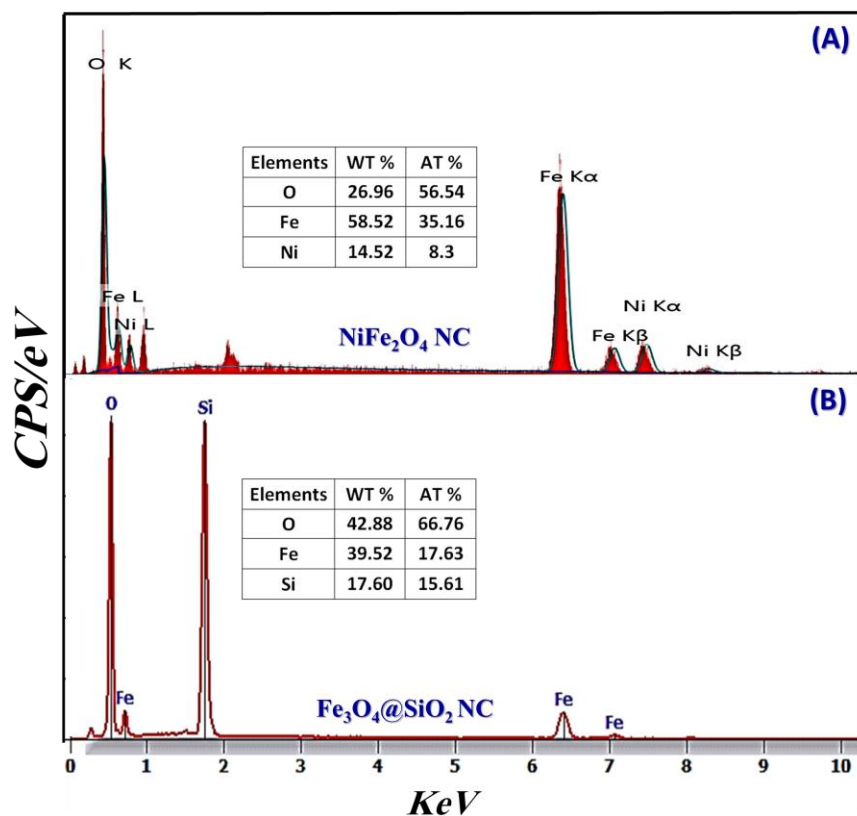 (A)
O K
Elements WT % AT %
O 26.96 56.54
Fe 58.52 35.16
Ni 14.52 8.3
Fe Kα
Fe L
Ni L
Ni Kα
Fe Kβ
Ni Kβ
NiFe₂O₄ NC
CPS/eV
(B)
O
Si
Elements WT % AT %
O 42.88 66.76
Fe 39.52 17.63
Si 17.60 15.61
Fe
Fe₃O₄@SiO₂ NC
Fe
Fe
0 1 2 3 4 5 6 7 8 9 10
KeV